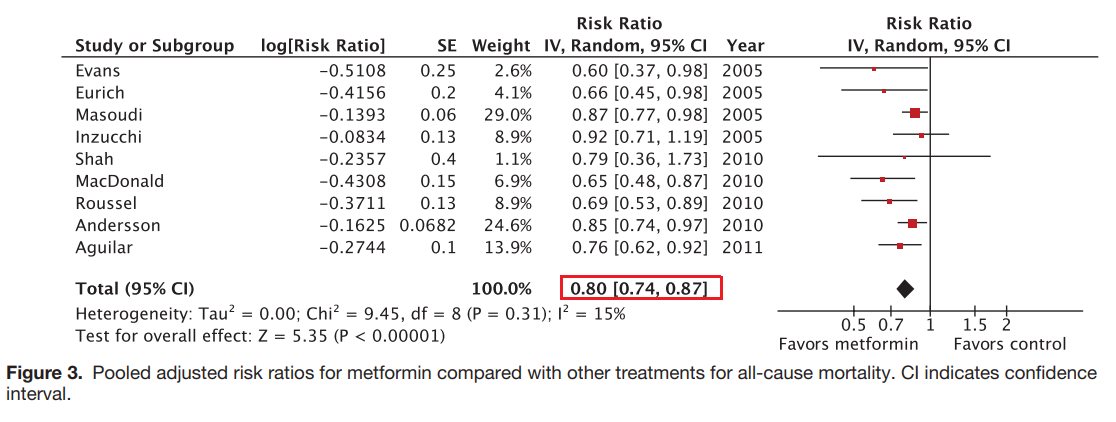 Risk Ratio Risk Ratio
Study or Subgroup log[Risk Ratio] SE Weight IV, Random, 95% CI Year IV, Random, 95% CI
Evans −0.5108 0.25 2.6% 0.60 [0.37, 0.98] 2005
Eurich −0.4156 0.2 4.1% 0.66 [0.45, 0.98] 2005
Masoudi −0.1393 0.06 29.0% 0.87 [0.77, 0.98] 2005
Inzucchi −0.0834 0.13 8.9% 0.92 [0.71, 1.19] 2005
Shah −0.2357 0.4 1.1% 0.79 [0.36, 1.73] 2010
MacDonald −0.4308 0.15 6.9% 0.65 [0.48, 0.87] 2010
Roussel −0.3711 0.13 8.9% 0.69 [0.53, 0.89] 2010
Andersson −0.1625 0.0682 24.6% 0.85 [0.74, 0.97] 2010
Aguilar −0.2744 0.1 13.9% 0.76 [0.62, 0.92] 2011
Total (95% CI) 100.0% 0.80 [0.74, 0.87]
Heterogeneity: Tau² = 0.00; Chi² = 9.45, df = 8 (P = 0.31); I² = 15%
Test for overall effect: Z = 5.35 (P < 0.00001)
0.5 0.7 1 1.5 2
Favors metformin Favors control
Figure 3. Pooled adjusted risk ratios for metformin compared with other treatments for all-cause mortality. CI indicates confidence
interval.